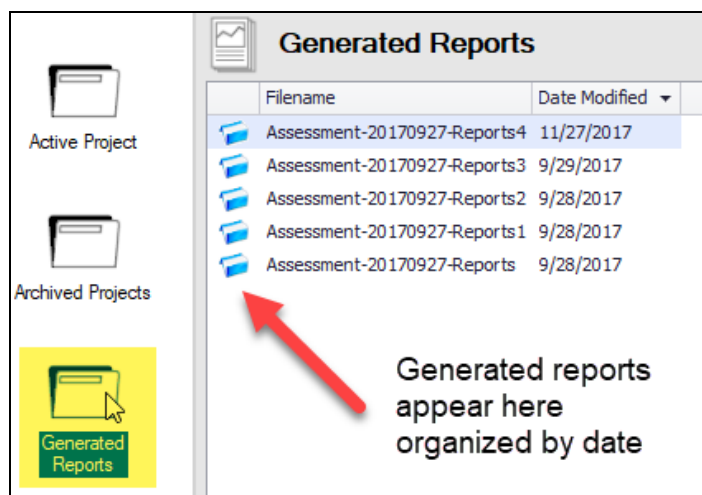 Active Project
Archived Projects
Generated
Reports
Generated Reports
Filename Date Modified
Assessment-20170927-Reports4 11/27/2017
Assessment-20170927-Reports3 9/29/2017
Assessment-20170927-Reports2 9/28/2017
Assessment-20170927-Reports1 9/28/2017
Assessment-20170927-Reports 9/28/2017
Generated reports
appear here
organized by date